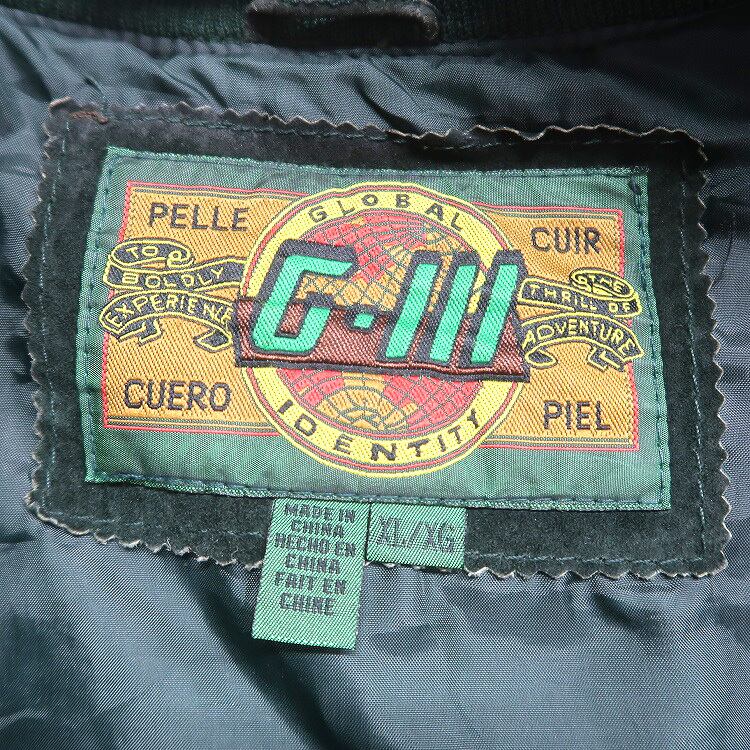 PELLE
CUIR
GLOBAL
TO BOLDLY
EXPERIENCE
G-III
THE
THRILL OF
ADVENTURE
CUERO
PIEL
IDENTITY
MADE IN
CHINA
HECHO EN
CHINA
FAIT EN
CHINE
XL/XG